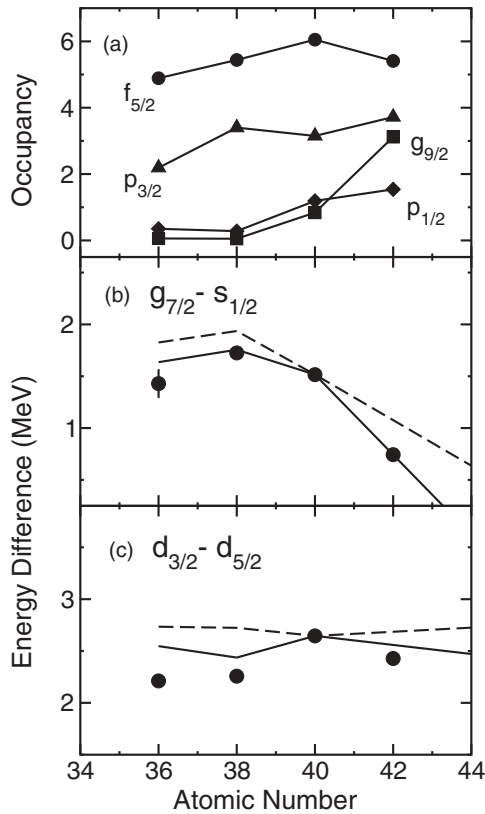 (a)
6
4
2
0
Occupancy
f5/2
p3/2
g9/2
p1/2
(b) g7/2- s1/2
2
1
Energy Difference (MeV)
(c) d3/2- d5/2
3
2
34 36 38 40 42 44
Atomic Number